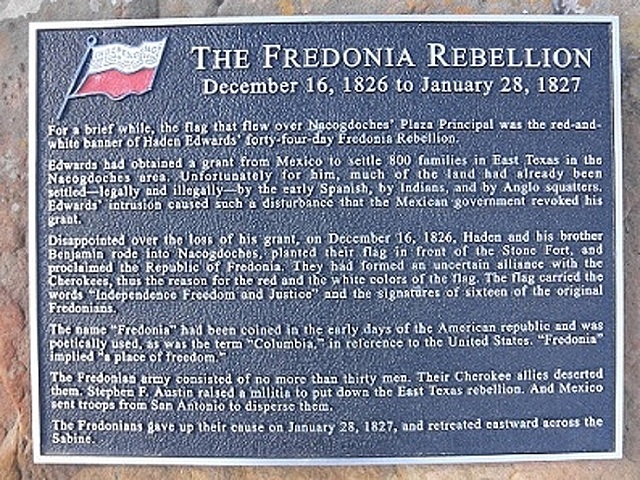 THE FREDONIA REBELLION
December 16, 1826 to January 28, 1827
For a brief while, the flag that flew over Nacogdoches' Plaza Principal was the red-and-
white banner of Haden Edwards' forty-four-day Fredonia Rebellion.
Edwards had obtained a grant from Mexico to settle 800 families in East Texas in the
Nacogdoches area. Unfortunately for him, much of the land had already been
settled—legally and illegally—by the early Spanish, by Indians, and by Anglo squatters.
Edwards' intrusion caused such a disturbance that the Mexican government revoked his
grant.
Disappointed over the loss of his grant, on December 16, 1826, Haden and his brother
Benjamin rode into Nacogdoches, planted their flag in front of the Stone Fort, and
proclaimed the Republic of Fredonia. They had formed an uncertain alliance with the
Cherokees, thus the reason for the red and the white colors of the flag. The flag carried the
words "Independence Freedom and Justice" and the signatures of sixteen of the original
Fredonians.
The name "Fredonia" had been coined in the early days of the American republic and was
poetically used, as was the term "Columbia," in reference to the United States. "Fredonia"
implied "a place of freedom."
The Fredonian army consisted of no more than thirty men. Their Cherokee allies deserted
them. Stephen F. Austin raised a militia to put down the East Texas rebellion. And Mexico
sent troops from San Antonio to disperse them.
The Fredonians gave up their cause on January 28, 1827, and retreated eastward across the
Sabine.